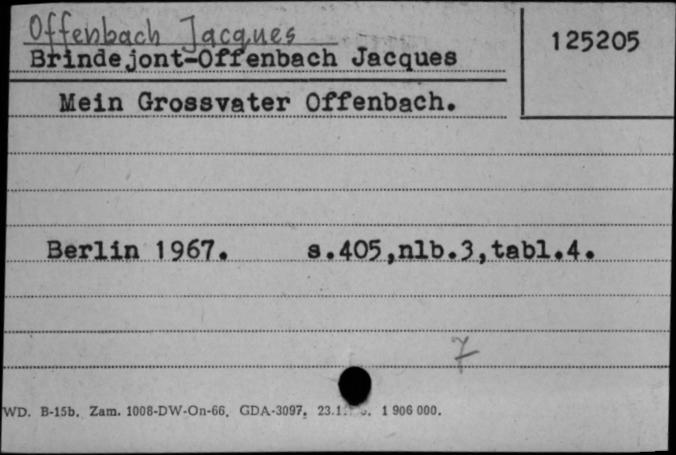 Offenbach Jacques
Brindejont-Offenbach Jacques
125205
Mein Grossvater Offenbach.
Berlin 1967. s.405,nlb.3,tabl.4.
7
WD. B-15b. Zam. 1008-DW-On-66. GDA-3097. 1 906 000.